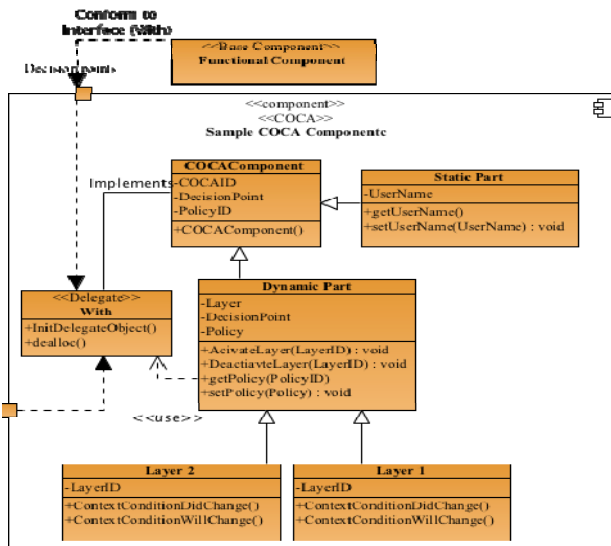 Conform to
Interface (With)
Decision points
<<Base Component>>
Functional Component
<<component>>
<<COCA>>
Sample COCA Componentc
Implements
COCAComponent
-COCAID
-DecisionPoint
-PolicyID
+COCAComponent()
Static Part
-UserName
+getUserName()
+setUserName(UserName) : void
<<Delegate>>
With
+InitDelegateObject()
+dealloc()
Dynamic Part
-Layer
-DecisionPoint
-Policy
+AcivateLayer(LayerID) : void
+DeactiavteLayer(LayerID) : void
+getPolicy(PolicyID)
+setPolicy(Policy) : void
<<use>>
Layer 2
-LayerID
+ContextConditionDidChange()
+ContextConditionWillChange()
Layer 1
-LayerID
+ContextConditionDidChange()
+ContextConditionWillChange()